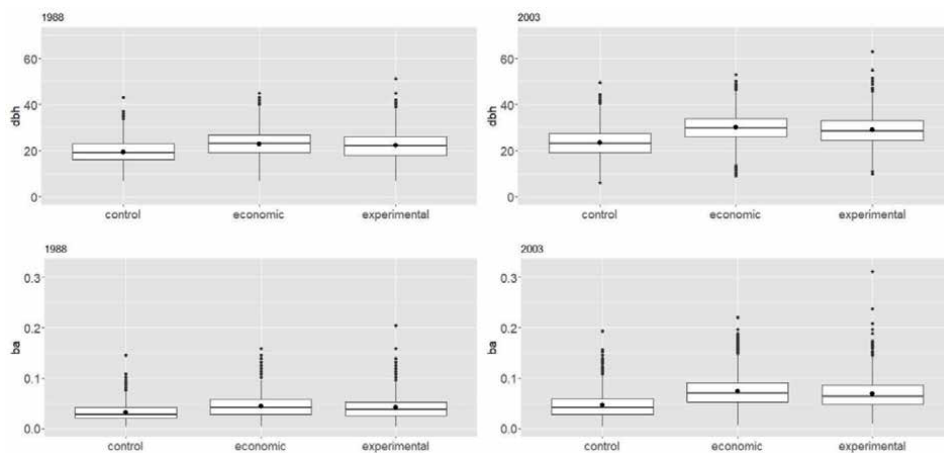 1988
60
40
20
0
dbh
control economic experimental
2003
60
40
20
0
dbh
control economic experimental
1988
0.3
0.2
0.1
0.0
ba
control economic experimental
2003
0.3
0.2
0.1
0.0
ba
control economic experimental